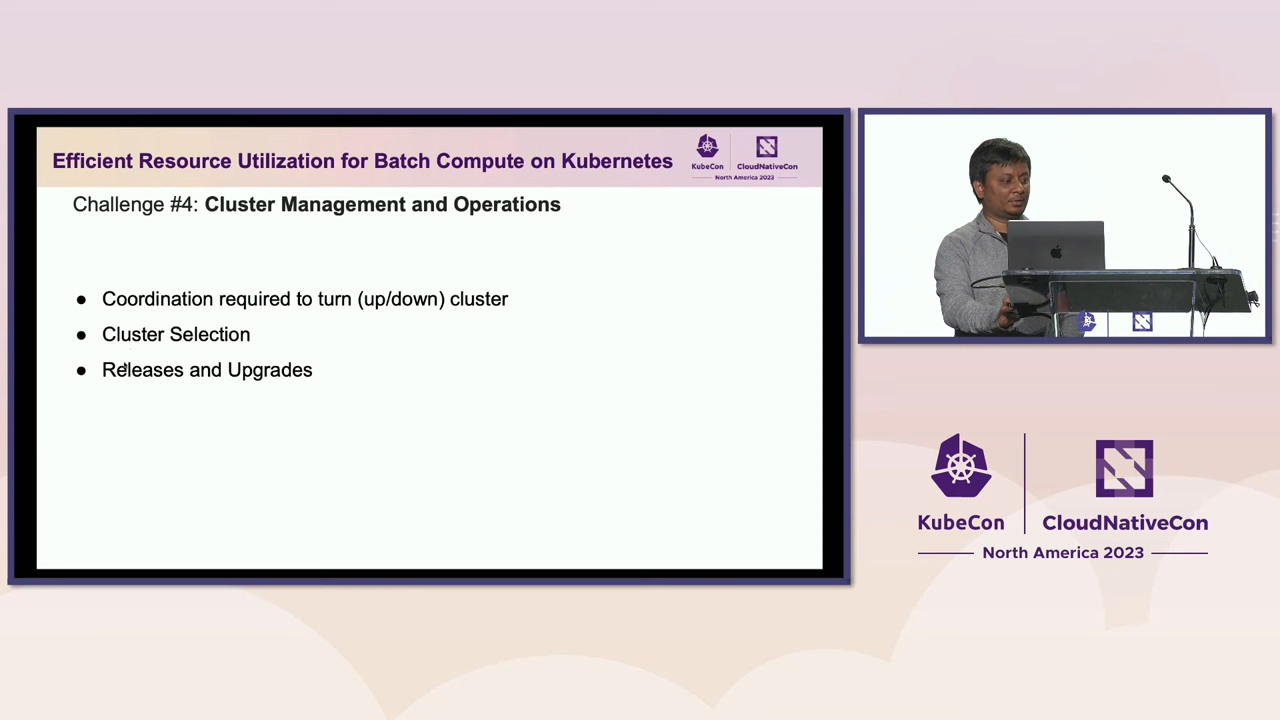 Efficient Resource Utilization for Batch Compute on Kubernetes
KubeCon
CloudNativeCon
North America 2023
Challenge #4: Cluster Management and Operations
● Coordination required to turn (up/down) cluster
● Cluster Selection
● Releases and Upgrades
KubeCon
CloudNativeCon
North America 2023